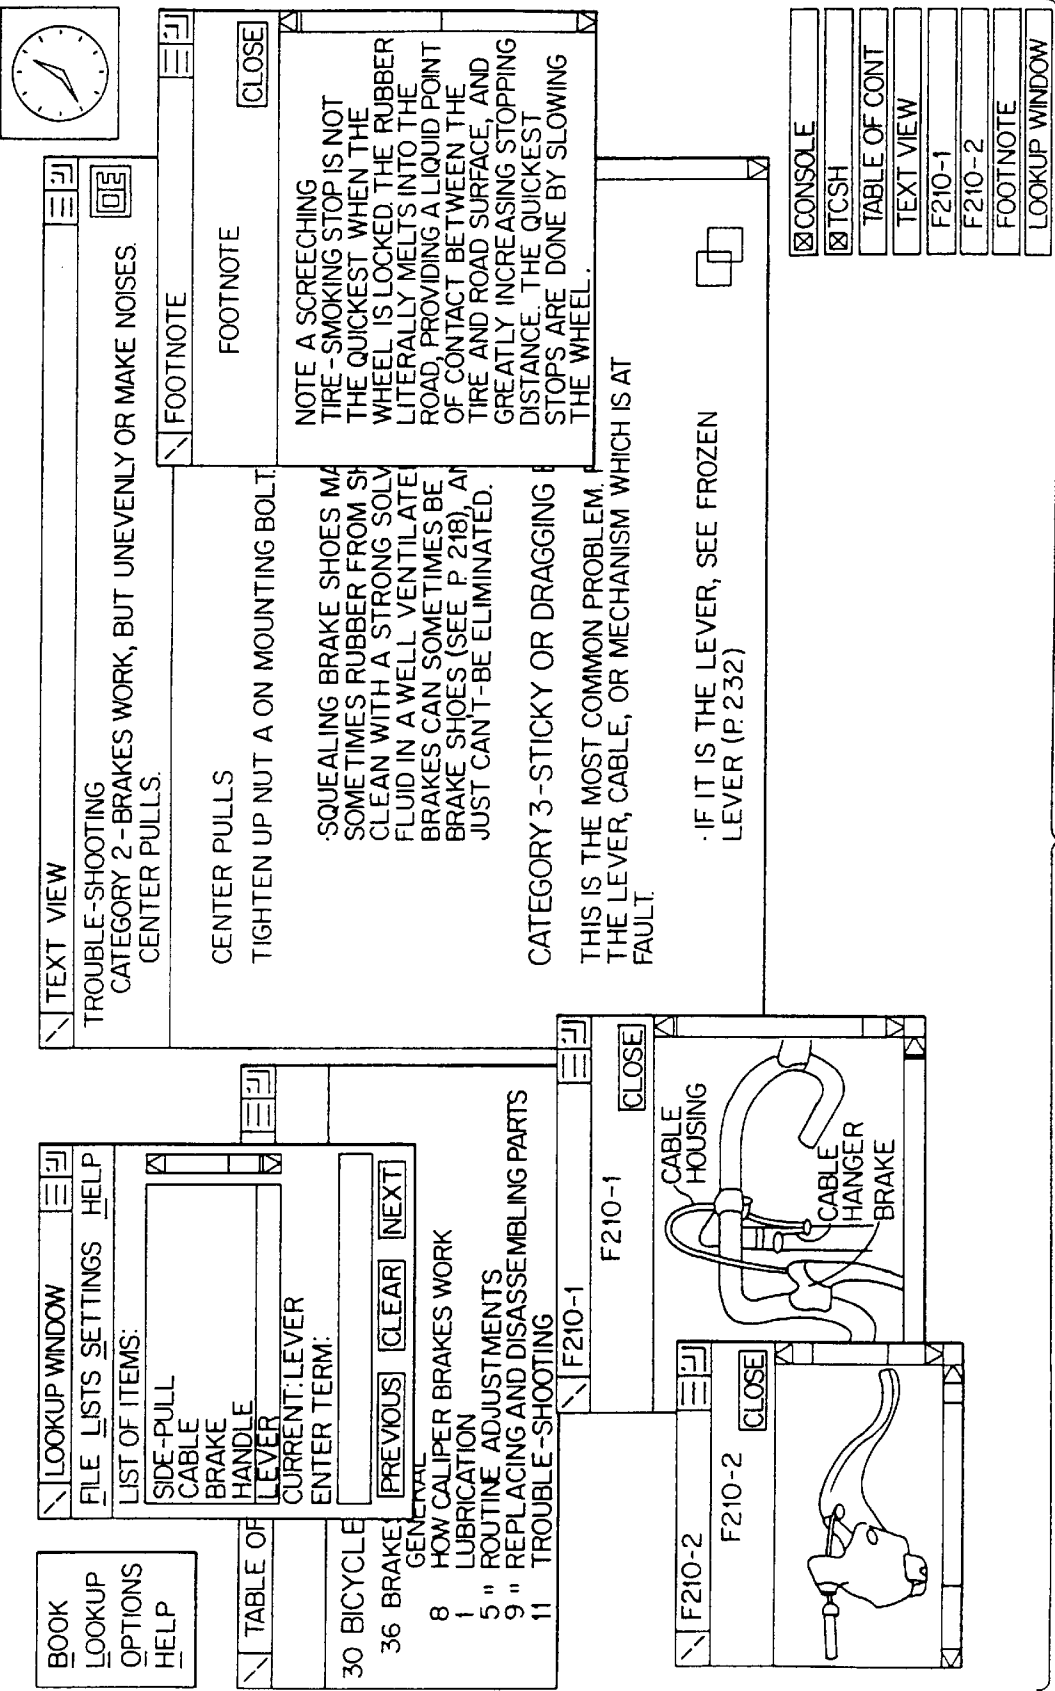 BOOK
LOOKUP
OPTIONS
HELP
LOOKUP WINDOW
FILE LISTS SETTINGS HELP
LIST OF ITEMS:
SIDE-PULL
CABLE
BRAKE
HANDLE
LEVER
CURRENT:LEVER
ENTER TERM:
PREVIOUS CLEAR NEXT
TABLE OF
30 BICYCLE
36 BRAKES
GENERAL
8 HOW CALIPER BRAKES WORK
1 LUBRICATION
5 " ROUTINE ADJUSTMENTS
9 " REPLACING AND DISASSEMBLING PARTS
11 TROUBLE-SHOOTING
TEXT VIEW
TROUBLE-SHOOTING
CATEGORY 2-BRAKES WORK, BUT UNEVENLY OR MAKE NOISES.
CENTER PULLS.
CENTER PULLS
TIGHTEN UP NUT A ON MOUNTING BOLT.
·SQUEALING BRAKE SHOES MA
SOMETIMES RUBBER FROM SH
CLEAN WITH A STRONG SOLV
FLUID IN A WELL VENTILATE
BRAKES CAN SOMETIMES BE
BRAKE SHOES (SEE P. 218), AN
JUST CAN'T-BE ELIMINATED.
CATEGORY 3-STICKY OR DRAGGING B
THIS IS THE MOST COMMON PROBLEM.
THE LEVER, CABLE, OR MECHANISM WHICH IS AT
FAULT.
· IF IT IS THE LEVER, SEE FROZEN
LEVER (P. 232)
FOOTNOTE
FOOTNOTE
CLOSE
NOTE A SCREECHING
TIRE-SMOKING STOP IS NOT
THE QUICKEST WHEN THE
WHEEL IS LOCKED. THE RUBBER
LITERALLY MELTS INTO THE
ROAD, PROVIDING A LIQUID POINT
OF CONTACT BETWEEN THE
TIRE AND ROAD SURFACE, AND
GREATLY INCREASING STOPPING
DISTANCE. THE QUICKEST
STOPS ARE DONE BY SLOWING
THE WHEEL.
F210-1
F210-1
CLOSE
CABLE
HOUSING
CABLE
HANGER
BRAKE
F210-2
F210-2
CLOSE
CONSOLE
TCSH
TABLE OF CONT
TEXT VIEW
F210-1
F210-2
FOOTNOTE
LOOKUP WINDOW